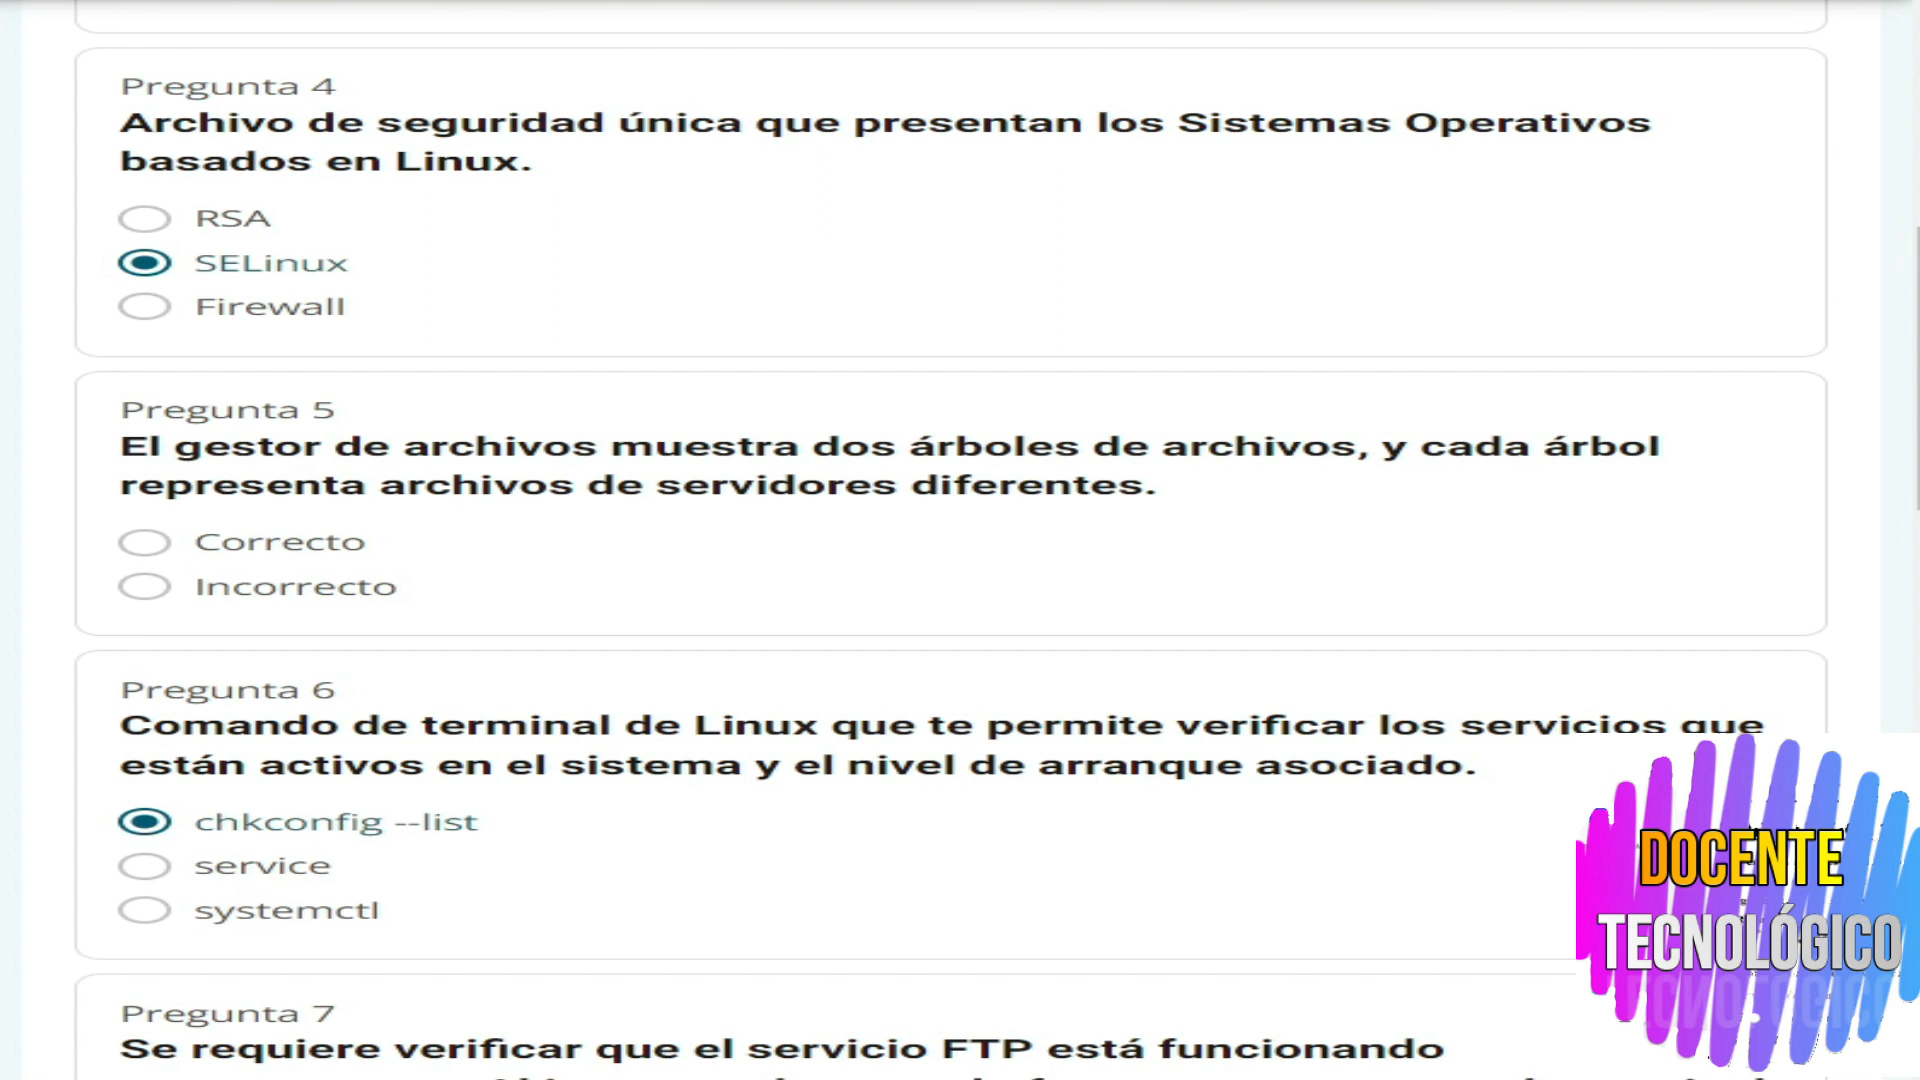 Pregunta 4
Archivo de seguridad única que presentan los Sistemas Operativos
basados en Linux.
RSA
SELinux
Firewall
Pregunta 5
El gestor de archivos muestra dos árboles de archivos, y cada árbol
representa archivos de servidores diferentes.
Correcto
Incorrecto
Pregunta 6
Comando de terminal de Linux que te permite verificar los servicios que
están activos en el sistema y el nivel de arranque asociado.
chkconfig --list
service
systemctl
DOCENTE
TECNOLÓGICO
Pregunta 7
Se requiere verificar que el servicio FTP está funcionando